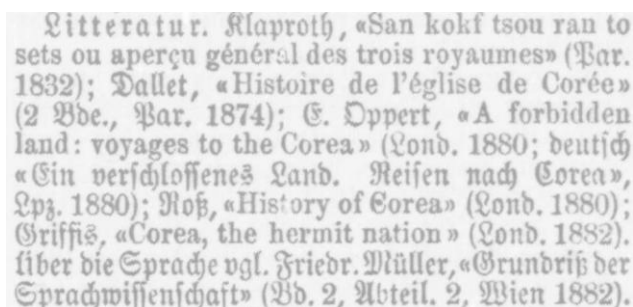 Litteratur. Klaproth, «San kokf tsou ran to
sets ou aperçu général des trois royaumes» (Par.
1832); Dallet, «Histoire de l'église de Corée»
(2 Bde., Par. 1874); E. Oppert, «A forbidden
land: voyages to the Corea» (Lond. 1880; deutsch
«Ein verschlossenes Land. Reisen nach Corea»,
Lpz. 1880); Roß, «History of Corea» (Lond. 1880);
Griffis, «Corea, the hermit nation» (Lond. 1882).
Über die Sprache vgl. Friedr. Müller, «Grundriß der
Sprachwissenschaft» (Bd. 2, Abteil. 2, Wien 1882).